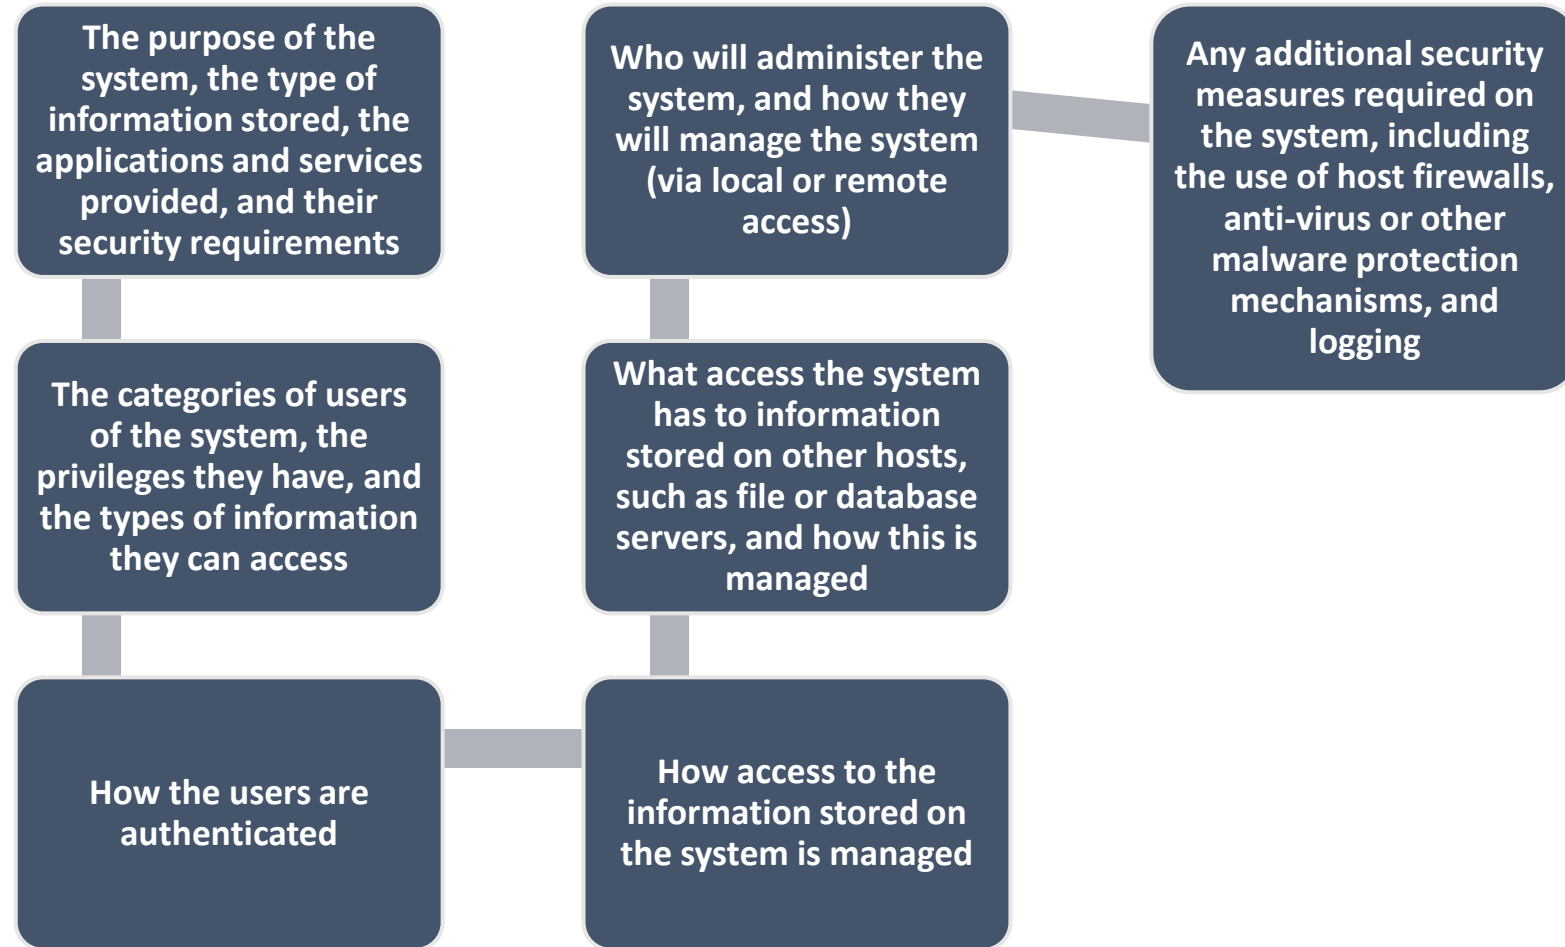 The purpose of the
system, the type of
information stored, the
applications and services
provided, and their
security requirements
The categories of users
of the system, the
privileges they have, and
the types of information
they can access
How the users are
authenticated
How access to the
information stored on
the system is managed
What access the system
has to information
stored on other hosts,
such as file or database
servers, and how this is
managed
Who will administer the
system, and how they
will manage the system
(via local or remote
access)
Any additional security
measures required on
the system, including
the use of host firewalls,
anti-virus or other
malware protection
mechanisms, and
logging